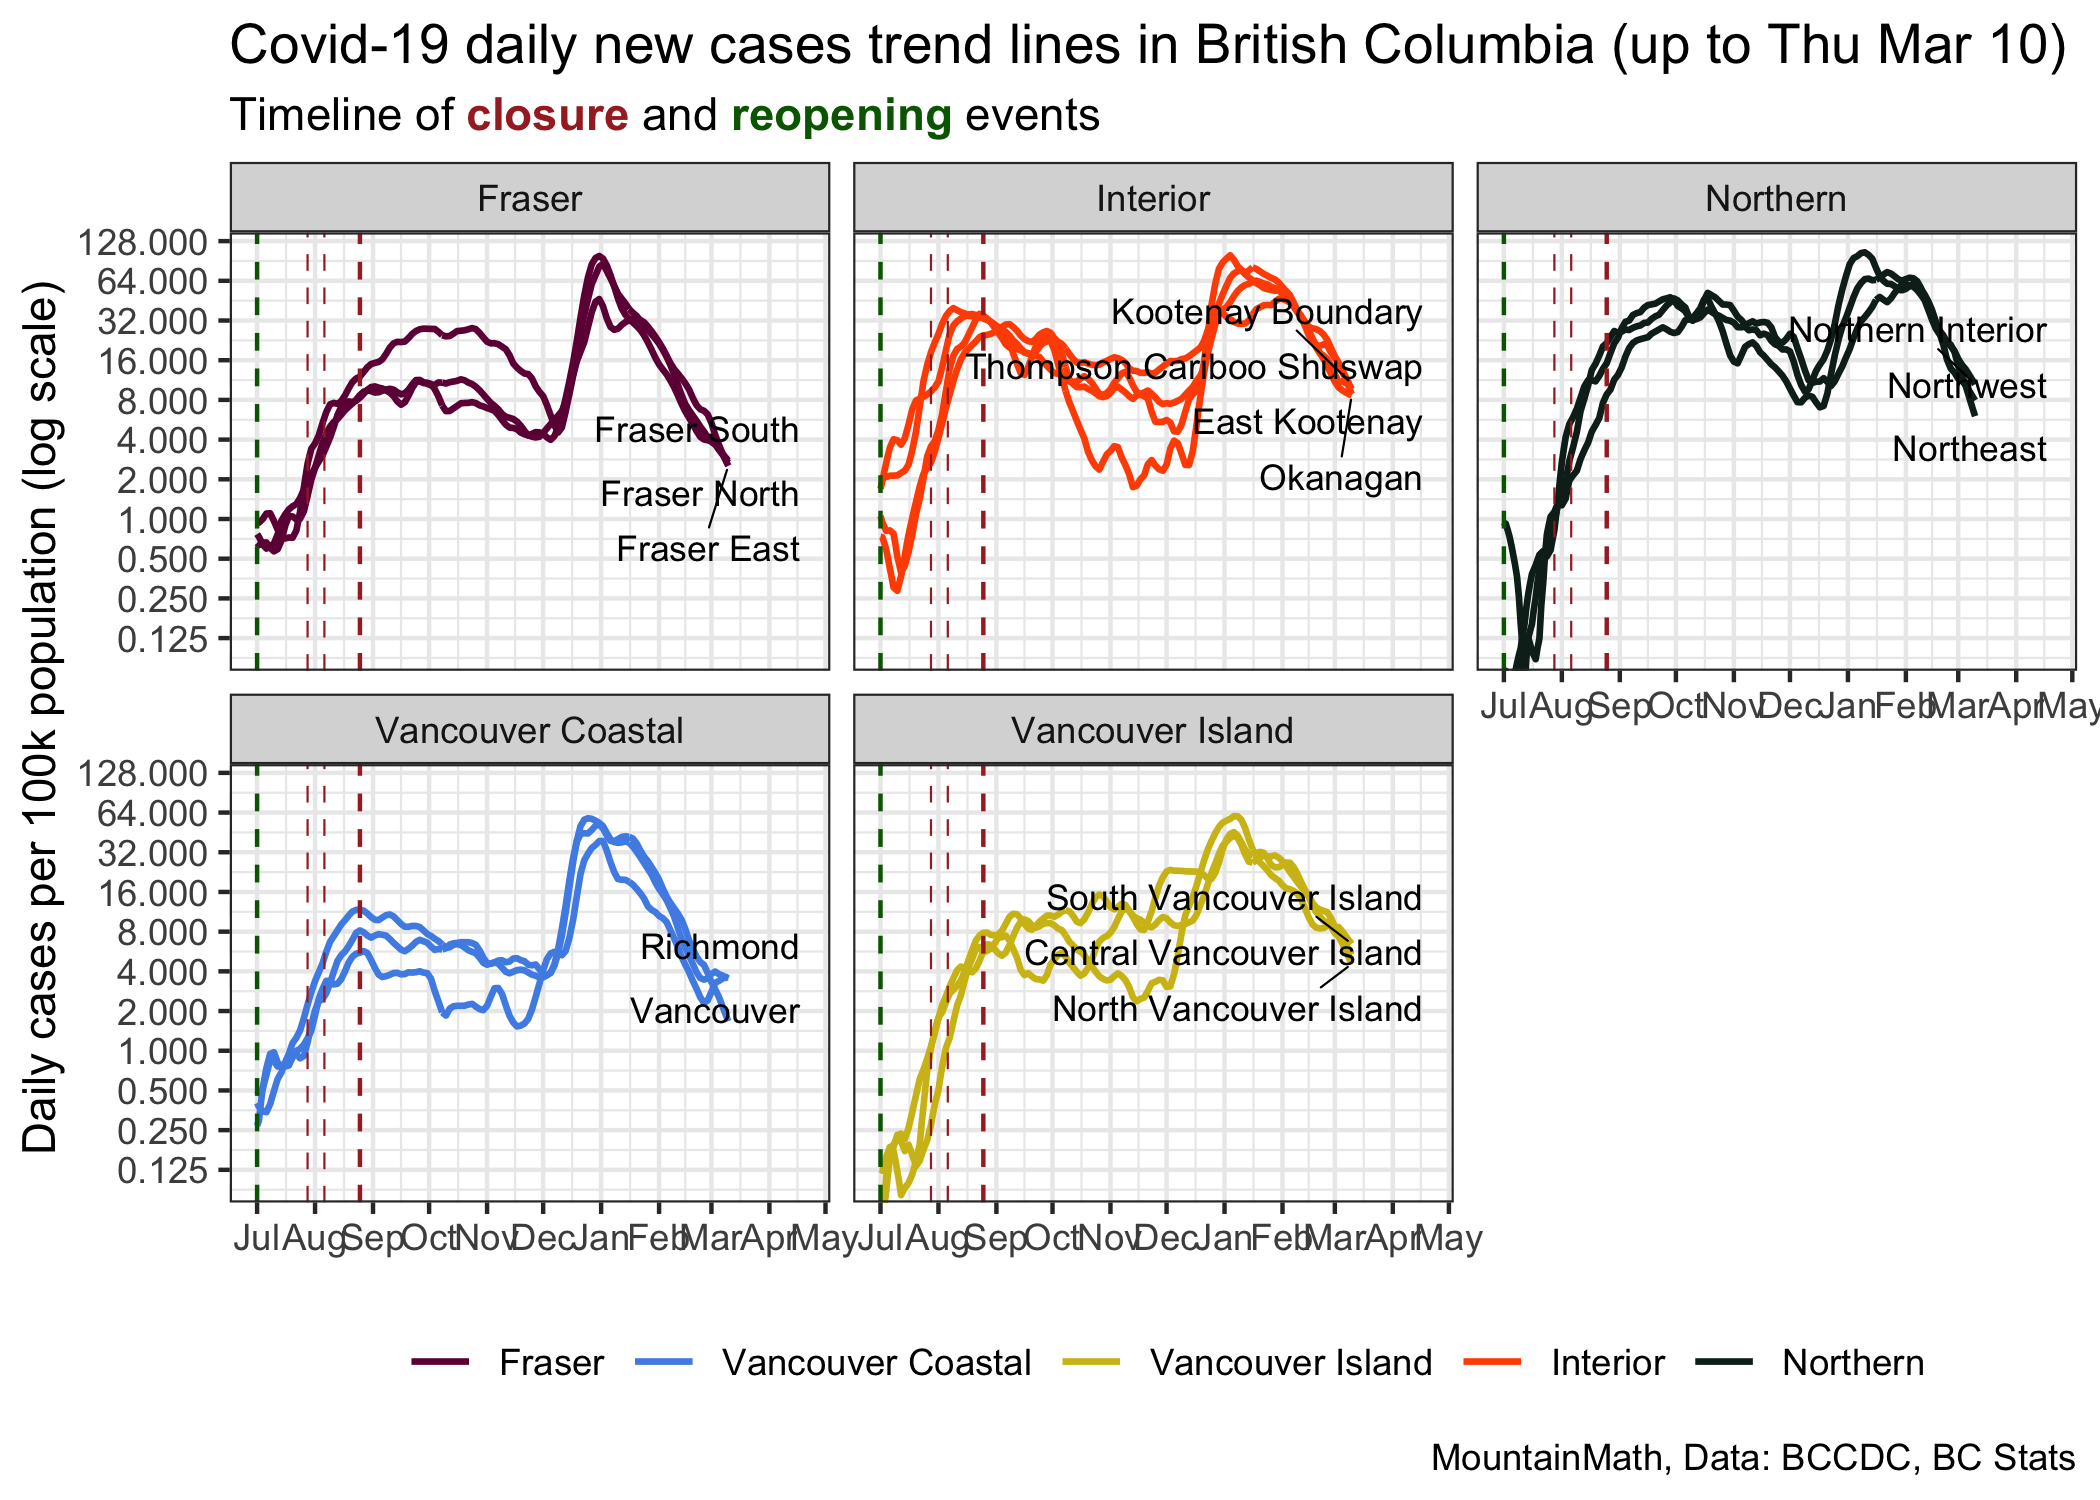 Covid-19 daily new cases trend lines in British Columbia (up to Thu Mar 10)
Timeline of closure and reopening events
Daily cases per 100k population (log scale)
Fraser
128.000
64.000
32.000
16.000
8.000
4.000
2.000
1.000
0.500
0.250
0.125
Fraser South
Fraser North
Fraser East
Interior
Kootenay Boundary
Thompson Cariboo Shuswap
East Kootenay
Okanagan
Northern
Northern Interior
Northwest
Northeast
Jul Aug Sep Oct Nov Dec Jan Feb Mar Apr May
Vancouver Coastal
128.000
64.000
32.000
16.000
8.000
4.000
2.000
1.000
0.500
0.250
0.125
Richmond
Vancouver
Jul Aug Sep Oct Nov Dec Jan Feb Mar Apr May
Vancouver Island
South Vancouver Island
Central Vancouver Island
North Vancouver Island
Jul Aug Sep Oct Nov Dec Jan Feb Mar Apr May
Fraser Vancouver Coastal Vancouver Island Interior Northern
MountainMath, Data: BCCDC, BC Stats